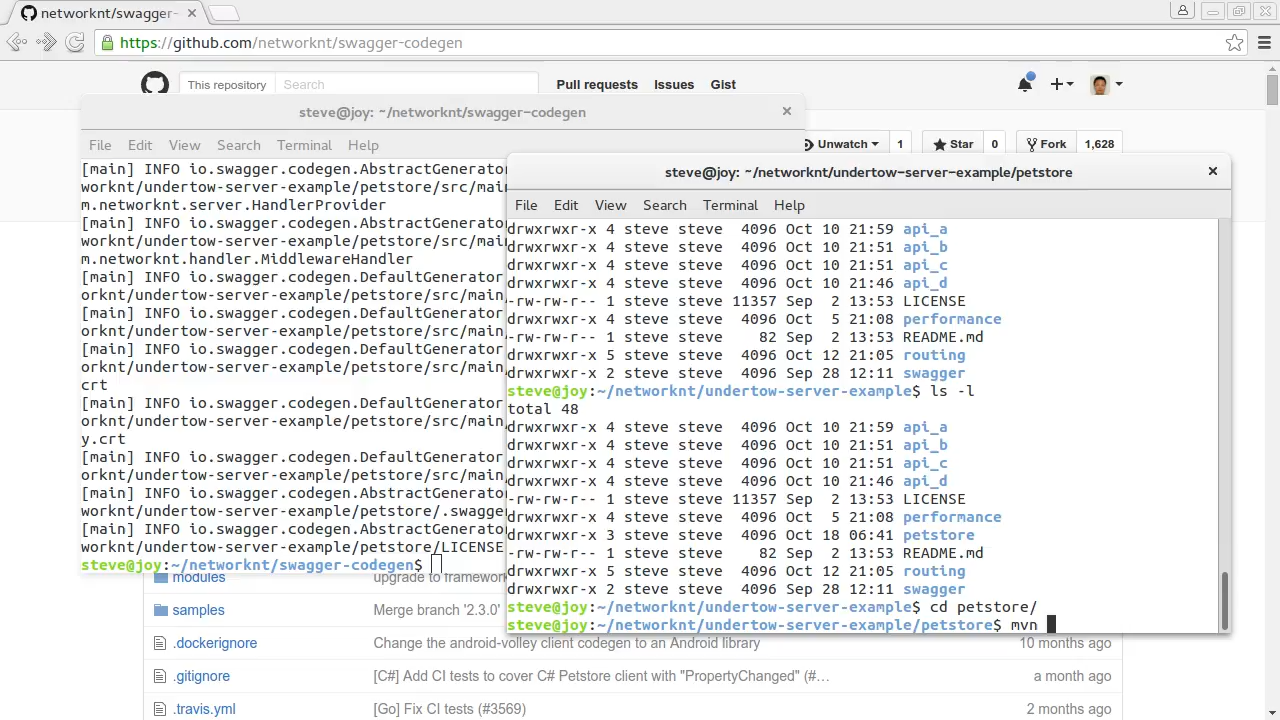 networknt/swagger-
https://github.com/networknt/swagger-codegen
This repository
Search
Pull requests
Issues
Gist
steve@joy: ~/networknt/swagger-codegen
File Edit View Search Terminal Help
Unwatch
1
Star
0
Fork
1,628
[main] INFO io.swagger.codegen.AbstractGenerato
worknt/undertow-server-example/petstore/src/mai
m.networknt.server.HandlerProvider
[main] INFO io.swagger.codegen.AbstractGenerato
worknt/undertow-server-example/petstore/src/mai
m.networknt.handler.MiddlewareHandler
[main] INFO io.swagger.codegen.DefaultGenerator
orknt/undertow-server-example/petstore/src/main
[main] INFO io.swagger.codegen.DefaultGenerator
orknt/undertow-server-example/petstore/src/main
[main] INFO io.swagger.codegen.DefaultGenerator
orknt/undertow-server-example/petstore/src/main
crt
[main] INFO io.swagger.codegen.DefaultGenerator
orknt/undertow-server-example/petstore/src/main
y.crt
[main] INFO io.swagger.codegen.DefaultGenerator
orknt/undertow-server-example/petstore/src/main
[main] INFO io.swagger.codegen.AbstractGenerato
worknt/undertow-server-example/petstore/.swagge
[main] INFO io.swagger.codegen.AbstractGenerato
worknt/undertow-server-example/petstore/LICENSE
steve@joy:~/networknt/swagger-codegen$
steve@joy: ~/networknt/undertow-server-example/petstore
File Edit View Search Terminal Help
drwxrwxr-x 4 steve steve  4096 Oct 10 21:59 api_a
drwxrwxr-x 4 steve steve  4096 Oct 10 21:51 api_b
drwxrwxr-x 4 steve steve  4096 Oct 10 21:51 api_c
drwxrwxr-x 4 steve steve  4096 Oct 10 21:46 api_d
-rw-rw-r-- 1 steve steve 11357 Sep  2 13:53 LICENSE
drwxrwxr-x 4 steve steve  4096 Oct  5 21:08 performance
-rw-rw-r-- 1 steve steve    82 Sep  2 13:53 README.md
drwxrwxr-x 5 steve steve  4096 Oct 12 21:05 routing
drwxrwxr-x 2 steve steve  4096 Sep 28 12:11 swagger
steve@joy:~/networknt/undertow-server-example$ ls -l
total 48
drwxrwxr-x 4 steve steve  4096 Oct 10 21:59 api_a
drwxrwxr-x 4 steve steve  4096 Oct 10 21:51 api_b
drwxrwxr-x 4 steve steve  4096 Oct 10 21:51 api_c
drwxrwxr-x 4 steve steve  4096 Oct 10 21:46 api_d
-rw-rw-r-- 1 steve steve 11357 Sep  2 13:53 LICENSE
drwxrwxr-x 4 steve steve  4096 Oct  5 21:08 performance
drwxrwxr-x 3 steve steve  4096 Oct 18 06:41 petstore
-rw-rw-r-- 1 steve steve    82 Sep  2 13:53 README.md
drwxrwxr-x 5 steve steve  4096 Oct 12 21:05 routing
drwxrwxr-x 2 steve steve  4096 Sep 28 12:11 swagger
steve@joy:~/networknt/undertow-server-example$ cd petstore/
steve@joy:~/networknt/undertow-server-example/petstore$ mvn
modules upgrade to framework
samples Merge branch '2.3.0'
.dockerignore Change the android-volley client codegen to an Android library 10 months ago
.gitignore [C#] Add CI tests to cover C# Petstore client with "PropertyChanged" (#… a month ago
.travis.yml [Go] Fix CI tests (#3569) 2 months ago